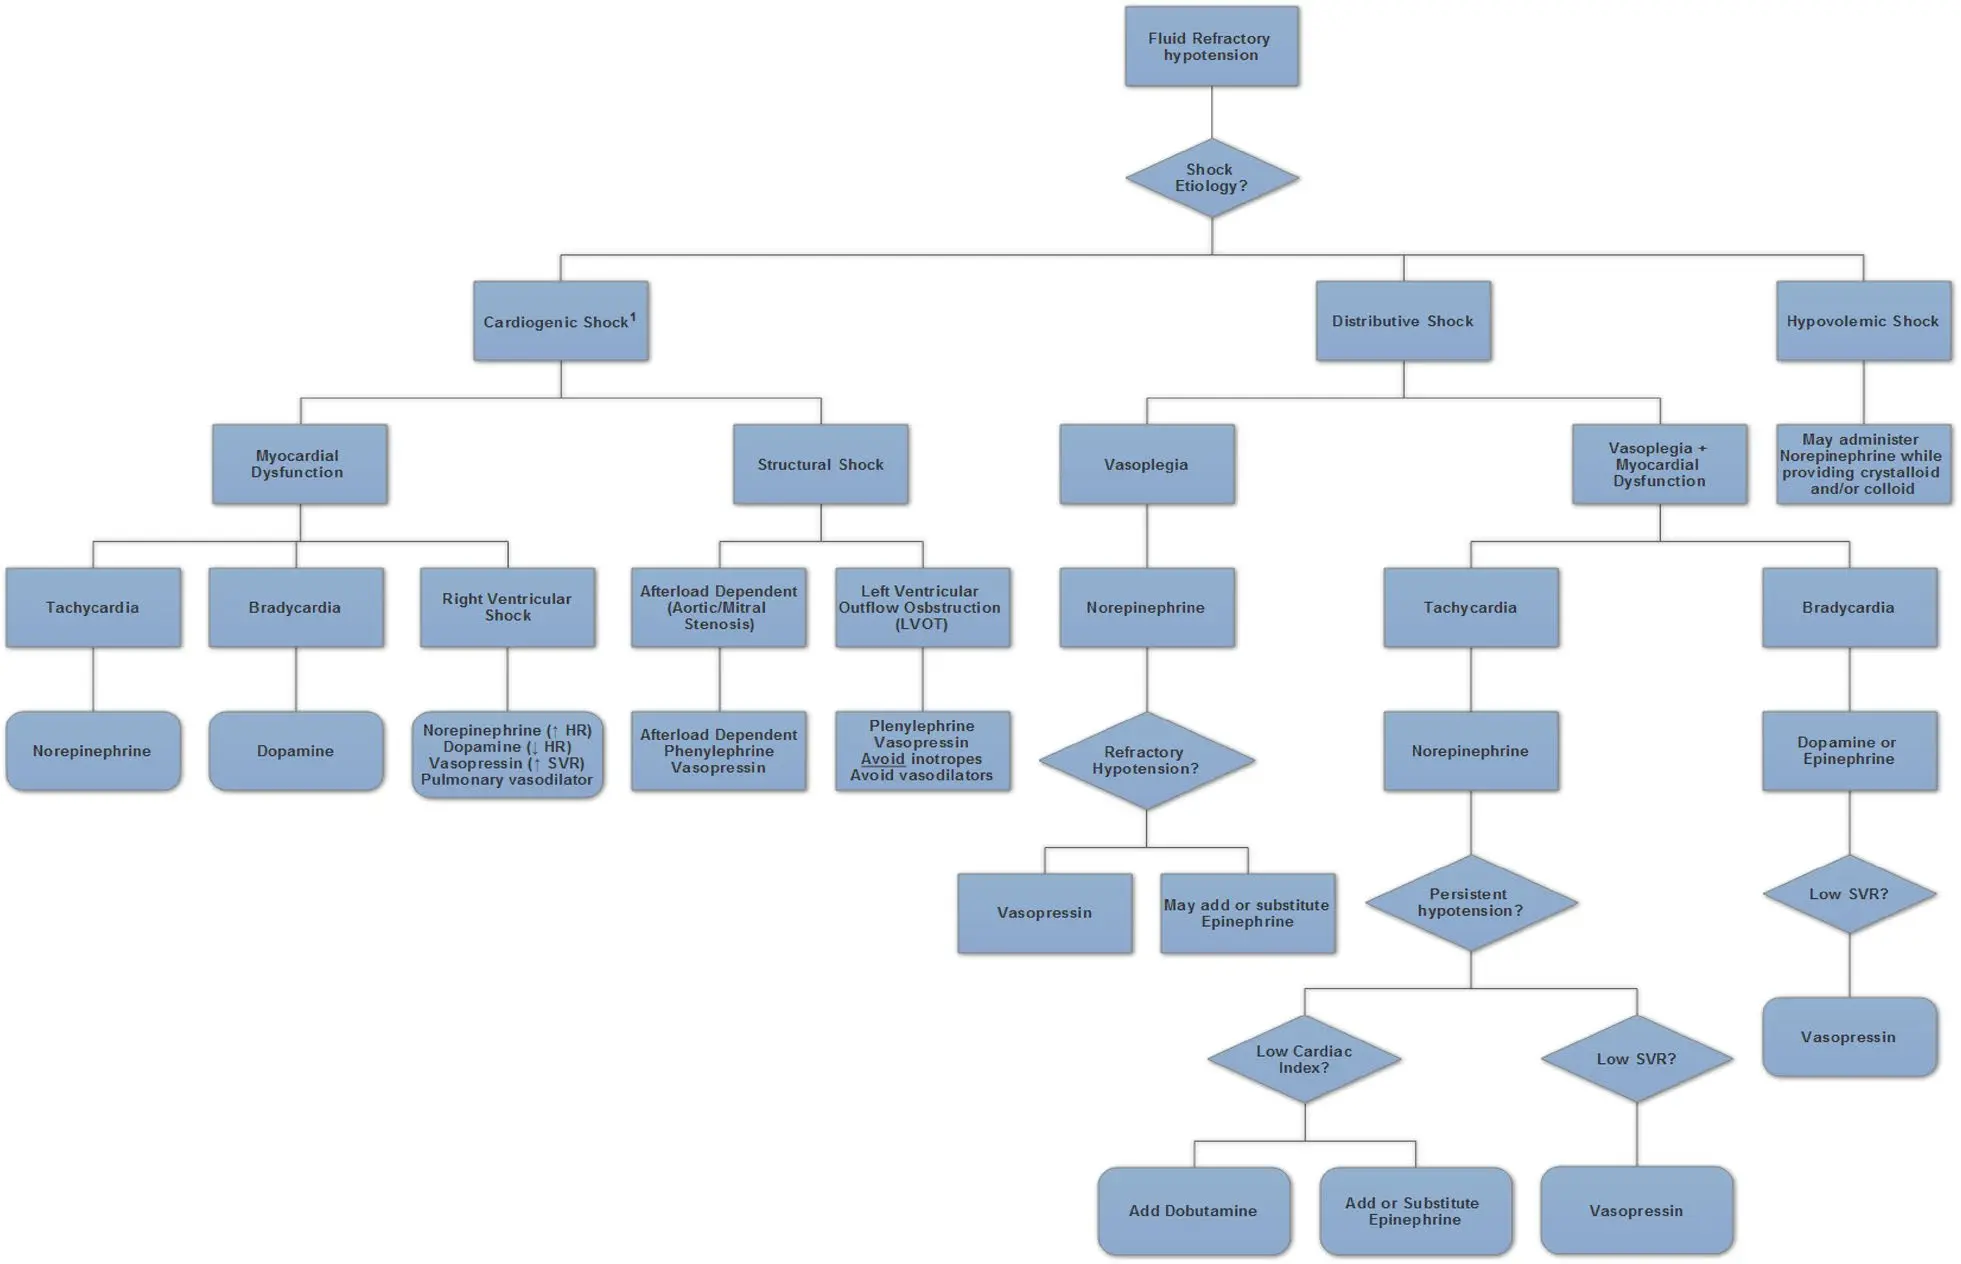 Fluid Refractory
hypotension
Shock
Etiology?
Cardiogenic Shock¹
Distributive Shock
Hypovolemic Shock
Myocardial
Dysfunction
Structural Shock
Vasoplegia
Vasoplegia +
Myocardial
Dysfunction
May administer
Norepinephrine while
providing crystalloid
and/or colloid
Tachycardia
Bradycardia
Right Ventricular
Shock
Afterload Dependent
(Aortic/Mitral
Stenosis)
Left Ventricular
Outflow Osbstruction
(LVOT)
Norepinephrine
Tachycardia
Bradycardia
Norepinephrine
Dopamine
Norepinephrine (↑ HR)
Dopamine (↓ HR)
Vasopressin (↑ SVR)
Pulmonary vasodilator
Afterload Dependent
Phenylephrine
Vasopressin
Plenylephrine
Vasopressin
Avoid inotropes
Avoid vasodilators
Refractory
Hypotension?
Norepinephrine
Dopamine or
Epinephrine
Vasopressin
May add or substitute
Epinephrine
Persistent
hypotension?
Low SVR?
Low Cardiac
Index?
Low SVR?
Vasopressin
Add Dobutamine
Add or Substitute
Epinephrine
Vasopressin